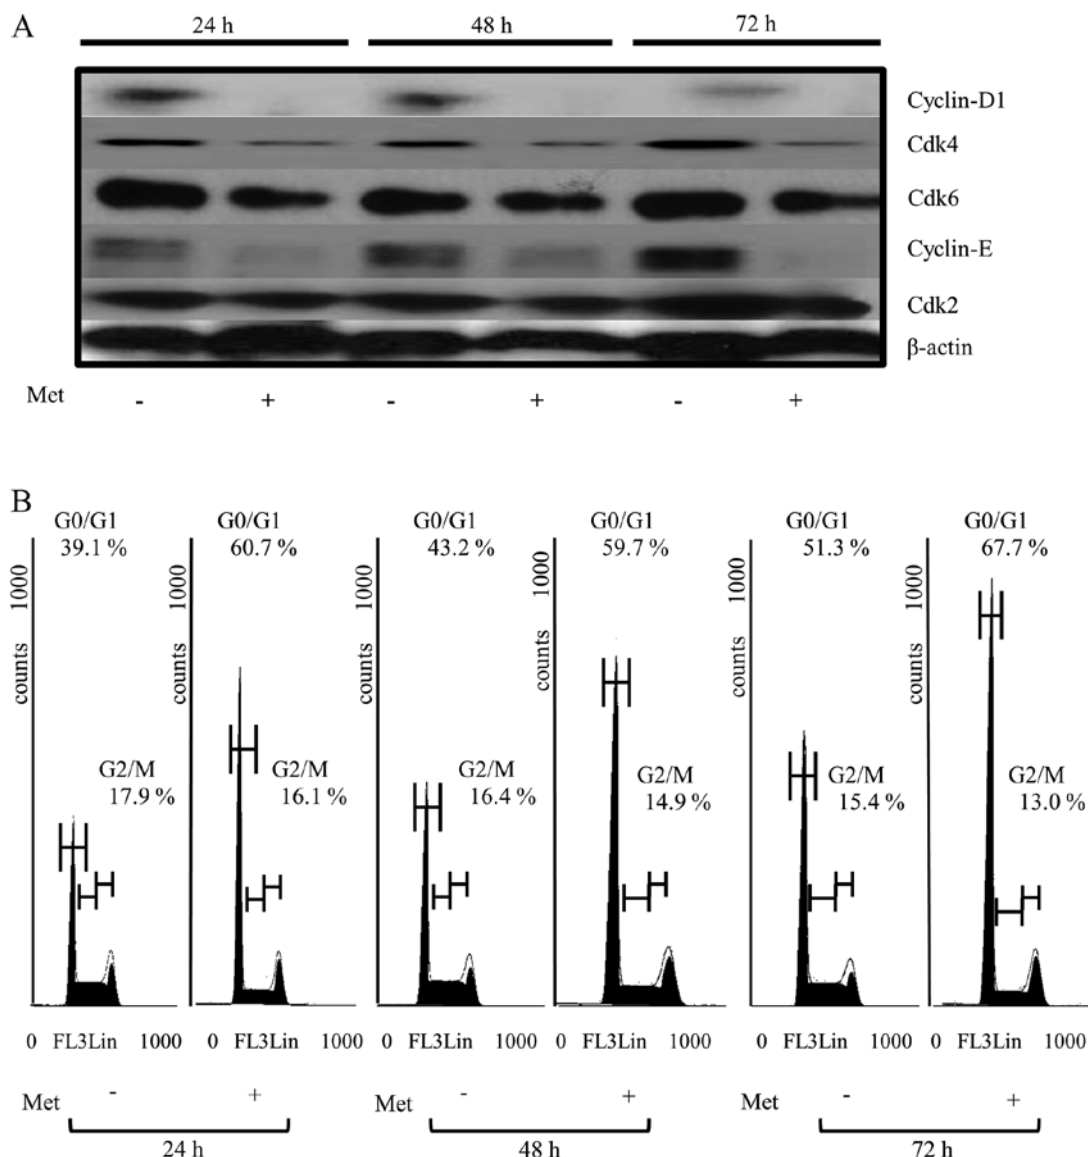 A
24 h 48 h 72 h
Cyclin-D1
Cdk4
Cdk6
Cyclin-E
Cdk2
β-actin
Met - + - + - +
B
G0/G1 G0/G1 G0/G1 G0/G1 G0/G1 G0/G1
39.1 % 60.7 % 43.2 % 59.7 % 51.3 % 67.7 %
1000 1000 1000 1000 1000 1000
counts counts counts counts counts counts
G2/M G2/M G2/M G2/M G2/M G2/M
17.9 % 16.1 % 16.4 % 14.9 % 15.4 % 13.0 %
0 FL3Lin 1000 0 FL3Lin 1000 0 FL3Lin 1000 0 FL3Lin 1000 0 FL3Lin 1000 0 FL3Lin 1000
Met - + Met - + Met - +
24 h 48 h 72 h